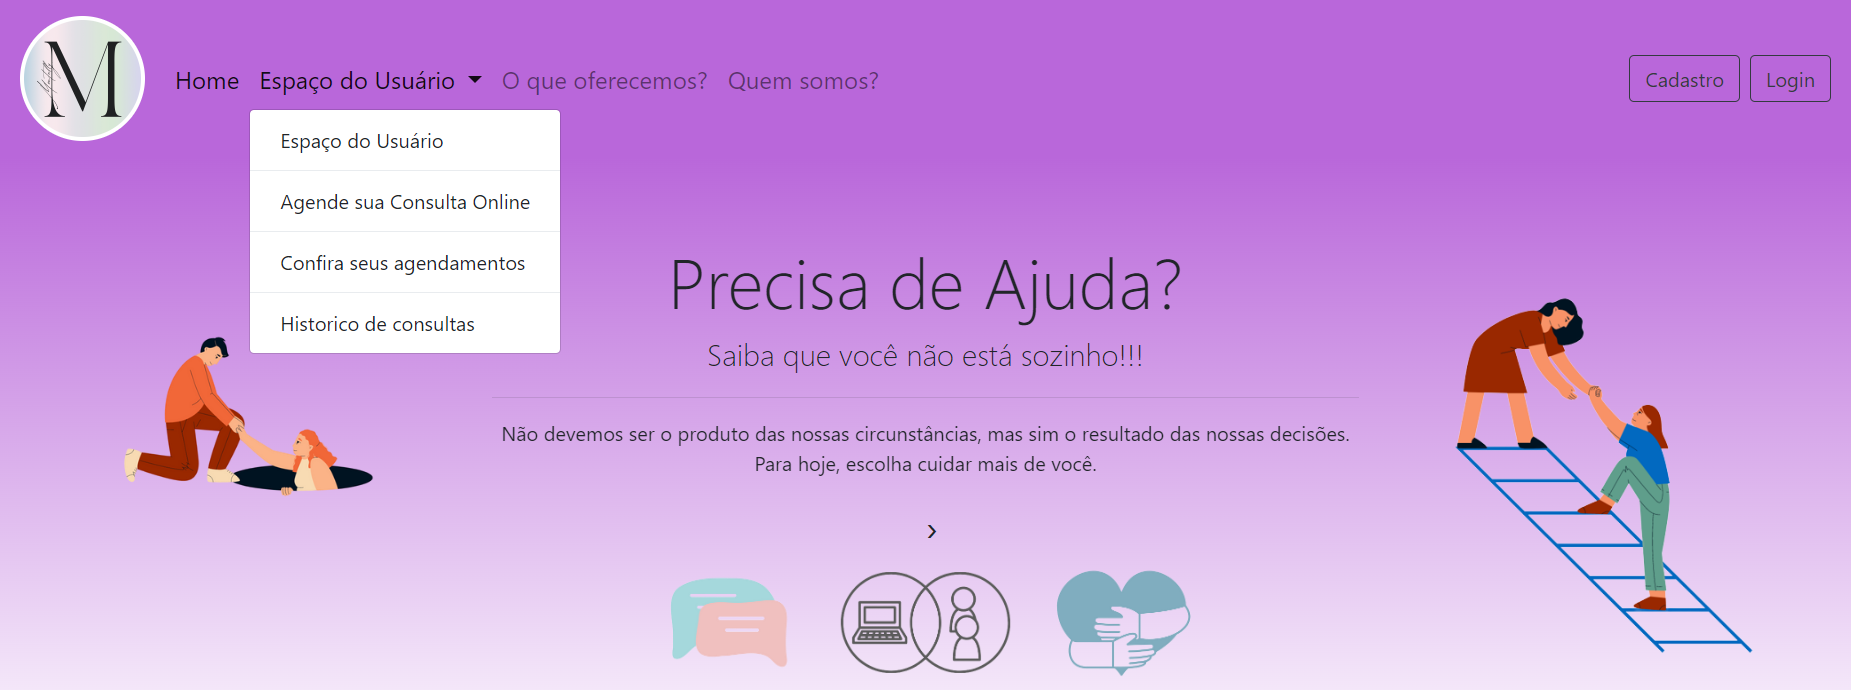 M
Home Espaço do Usuário O que oferecemos? Quem somos? Cadastro Login
Espaço do Usuário
Agende sua Consulta Online
Confira seus agendamentos
Historico de consultas
Precisa de Ajuda?
Saiba que você não está sozinho!!!
Não devemos ser o produto das nossas circunstâncias, mas sim o resultado das nossas decisões.
Para hoje, escolha cuidar mais de você.